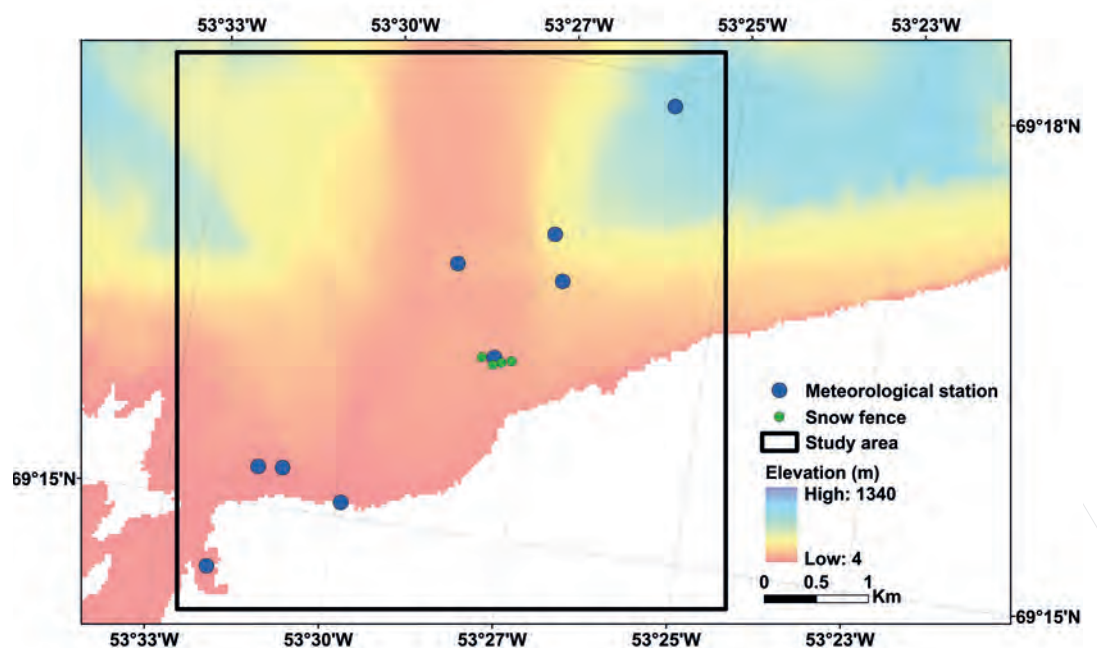 53°33'W 53°30'W 53°27'W 53°25'W 53°23'W
69°18'N
Meteorological station
Snow fence
Study area
69°15'N
Elevation (m)
High: 1340
Low: 4
0 0.5 1
Km
69°15'N
53°33'W 53°30'W 53°27'W 53°25'W 53°23'W